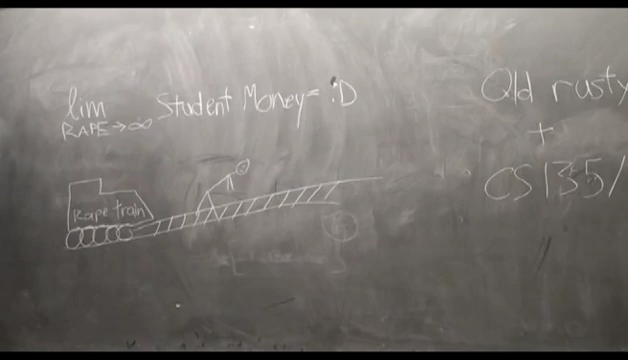 lim Student Money= :D
RAPE→∞
Rape train
Old rusty
+
CS135/